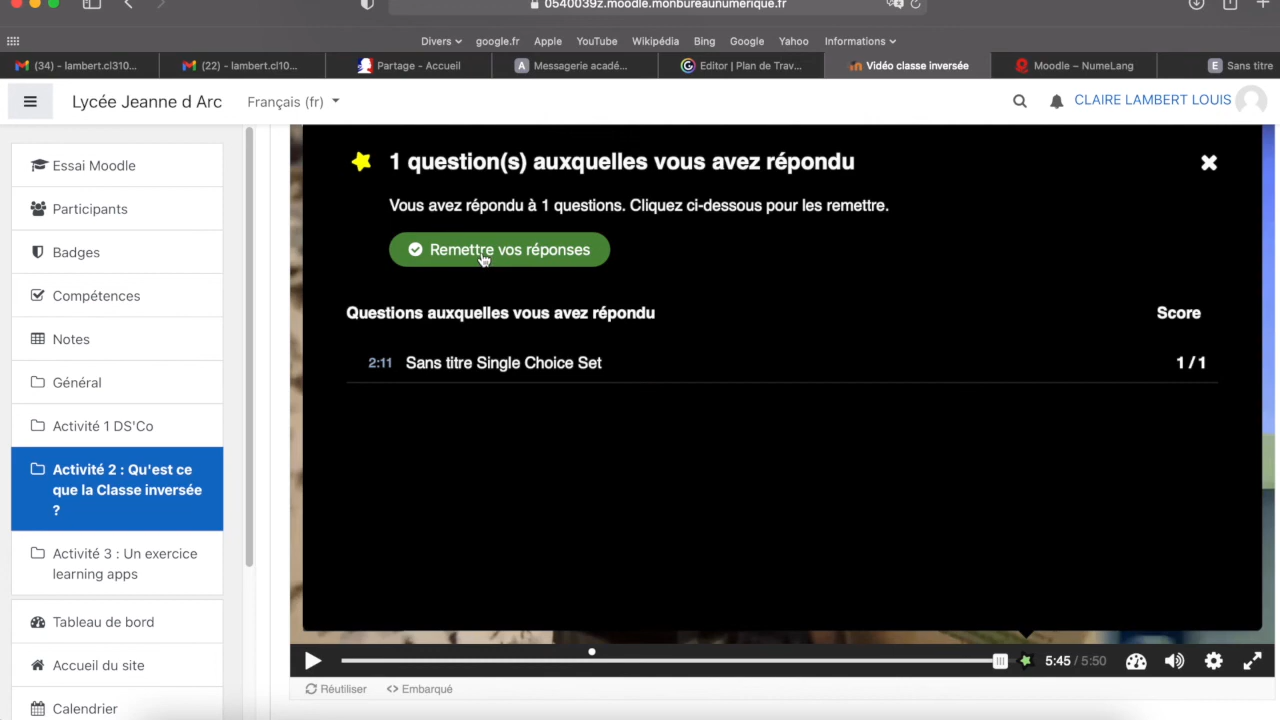 0540039z.moodle.monbureaunumerique.fr
Divers google.fr Apple YouTube Wikipédia Bing Google Yahoo Informations
(34) - lambert.cl310... (22) - lambert.cl10... Partage - Accueil A Messagerie acadé... Editor | Plan de Trav... Vidéo classe inversée Moodle – NumeLang E Sans titre
Lycée Jeanne d Arc Français (fr) CLAIRE LAMBERT LOUIS
Essai Moodle
Participants
Badges
Compétences
Notes
Général
Activité 1 DS'Co
Activité 2 : Qu'est ce
que la Classe inversée
?
Activité 3 : Un exercice
learning apps
Tableau de bord
Accueil du site
Calendrier
1 question(s) auxquelles vous avez répondu
Vous avez répondu à 1 questions. Cliquez ci-dessous pour les remettre.
Remettre vos réponses
Questions auxquelles vous avez répondu Score
2:11 Sans titre Single Choice Set 1 / 1
5:45 / 5:50
Réutiliser <> Embarqué